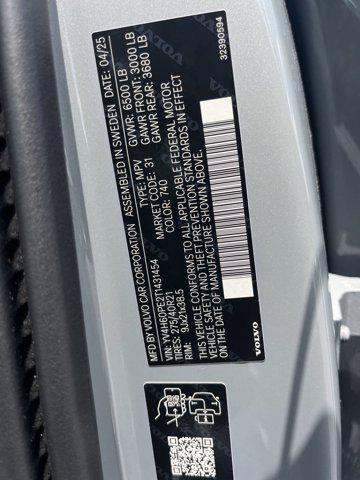 MFD BY VOLVO CAR CORPORATION ASSEMBLED IN SWEDEN DATE: 04/25
VIN: YV4H60PE2T1431454 TYPE: MPV GVWR: 6500 LB
TIRES: 275/40R21 MARKET CODE: 31 GAWR FRONT: 3000 LB
RIM: 9Jx21x38.5 COLOR: 740 GAWR REAR: 3680 LB
THIS VEHICLE CONFORMS TO ALL APPLICABLE FEDERAL MOTOR
VEHICLE SAFETY AND THEFT PREVENTION STANDARDS IN EFFECT
ON THE DATE OF MANUFACTURE SHOWN ABOVE.
VOLVO
32390594